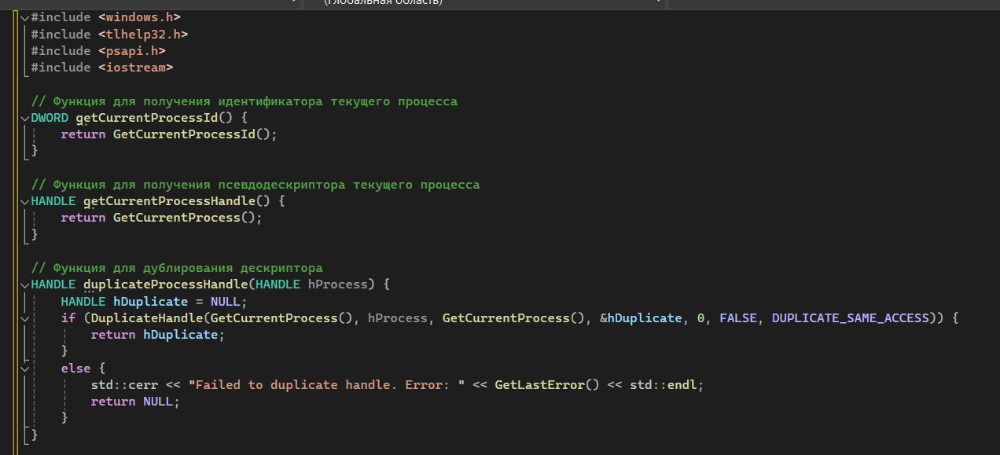 (Глобальная область)
#include <windows.h>
#include <tlhelp32.h>
#include <psapi.h>
#include <iostream>
// Функция для получения идентификатора текущего процесса
DWORD getCurrentProcessId() {
    return GetCurrentProcessId();
}
// Функция для получения псевдодескриптора текущего процесса
HANDLE getCurrentProcessHandle() {
    return GetCurrentProcess();
}
// Функция для дублирования дескриптора
HANDLE duplicateProcessHandle(HANDLE hProcess) {
    HANDLE hDuplicate = NULL;
    if (DuplicateHandle(GetCurrentProcess(), hProcess, GetCurrentProcess(), &hDuplicate, 0, FALSE, DUPLICATE_SAME_ACCESS)) {
        return hDuplicate;
    }
    else {
        std::cerr << "Failed to duplicate handle. Error: " << GetLastError() << std::endl;
        return NULL;
    }
}